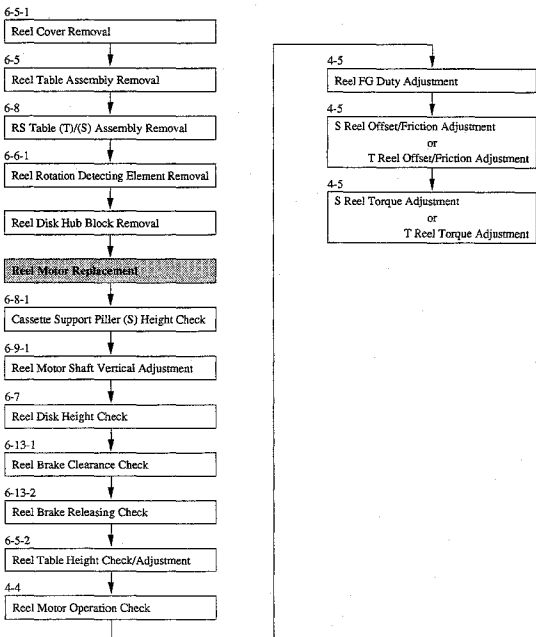 6-5-1
Reel Cover Removal
6-5
Reel Table Assembly Removal
6-8
RS Table (T)/(S) Assembly Removal
6-6-1
Reel Rotation Detecting Element Removal
Reel Disk Hub Block Removal
Reel Motor Replacement
6-8-1
Cassette Support Piller (S) Height Check
6-9-1
Reel Motor Shaft Vertical Adjustment
6-7
Reel Disk Height Check
6-13-1
Reel Brake Clearance Check
6-13-2
Reel Brake Releasing Check
6-5-2
Reel Table Height Check/Adjustment
4-4
Reel Motor Operation Check
4-5
Reel FG Duty Adjustment
4-5
S Reel Offset/Friction Adjustment
or
T Reel Offset/Friction Adjustment
4-5
S Reel Torque Adjustment
or
T Reel Torque Adjustment